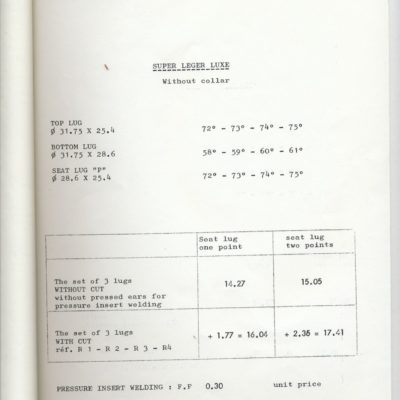 SUPER LEGER LUXE
Without collar
TOP LUG
Ø 31.75 X 25.4 72° - 73° - 74° - 75°
BOTTOM LUG
Ø 31.75 X 28.6 58° - 59° - 60° - 61°
SEAT LUG "P"
Ø 28.6 X 25.4 72° - 73° - 74° - 75°
Seat lug one point
seat lug two points
The set of 3 lugs
WITHOUT CUT
without pressed ears for
pressure insert welding
14.27 15.05
The set of 3 lugs
WITH CUT
réf. R 1 - R 2 - R 3 - R4
+ 1.77 = 16.04 + 2.36 = 17.41
PRESSURE INSERT WELDING : F.F 0,30 unit price